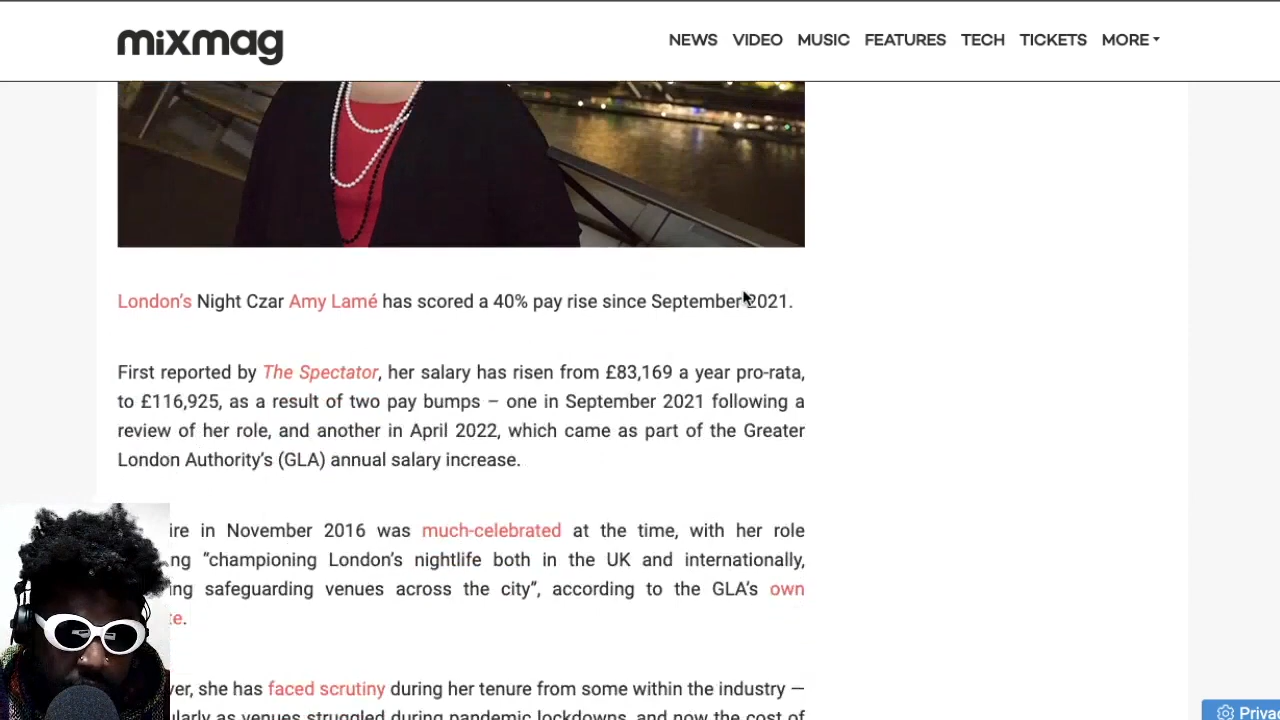 mixmag
NEWS VIDEO MUSIC FEATURES TECH TICKETS MORE
London's Night Czar Amy Lamé has scored a 40% pay rise since September 2021.
First reported by The Spectator, her salary has risen from £83,169 a year pro-rata,
to £116,925, as a result of two pay bumps – one in September 2021 following a
review of her role, and another in April 2022, which came as part of the Greater
London Authority's (GLA) annual salary increase.
in November 2016 was much-celebrated at the time, with her role
“championing London's nightlife both in the UK and internationally,
safeguarding venues across the city”, according to the GLA's own
she has faced scrutiny during her tenure from some within the industry —
as venues struggled during pandemic lockdowns, and now the cost of